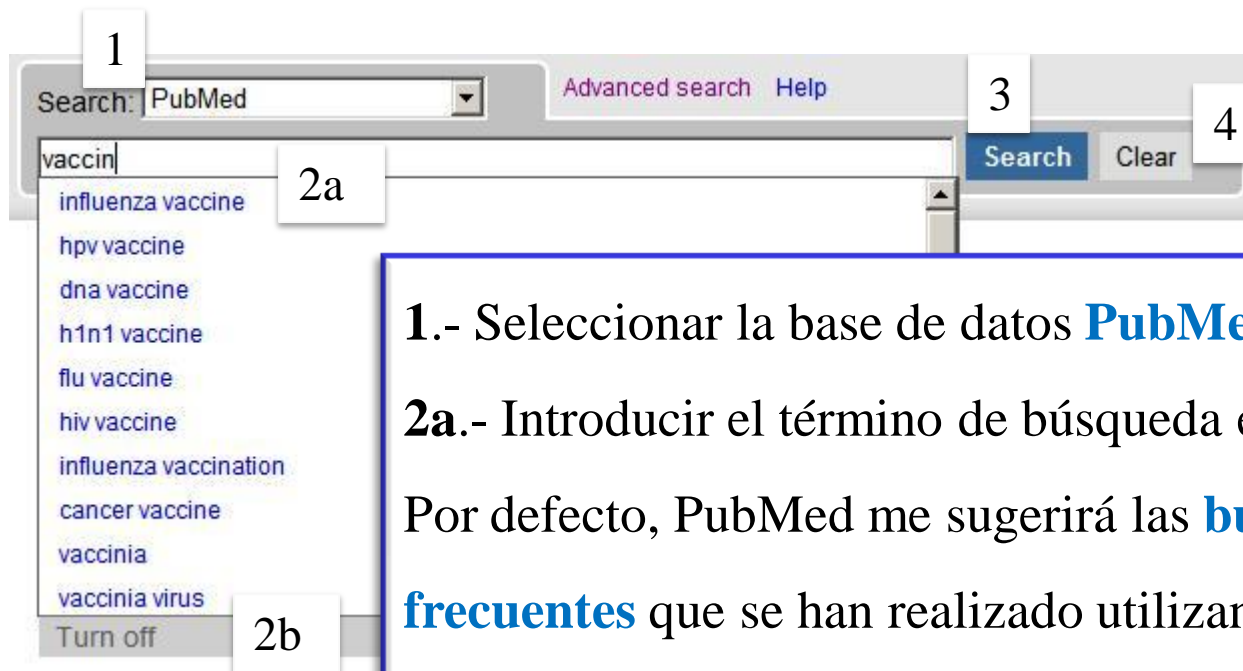 1
Search: PubMed
Advanced search Help
3
4
vaccin
Search Clear
2a
influenza vaccine
hpv vaccine
dna vaccine
h1n1 vaccine
flu vaccine
hiv vaccine
influenza vaccination
cancer vaccine
vaccinia
vaccinia virus
Turn off
2b
1.- Seleccionar la base de datos
2a.- Introducir el término de búsqueda
Por defecto, PubMed me sugerirá las
frecuentes que se han realizado